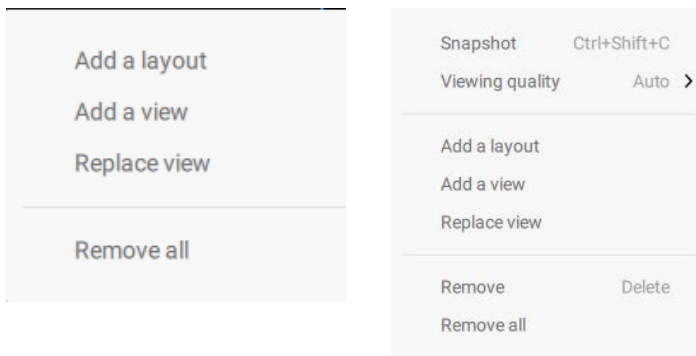 Add a layout
Add a view
Replace view
Remove all
Snapshot Ctrl+Shift+C
Viewing quality Auto
Add a layout
Add a view
Replace view
Remove Delete
Remove all